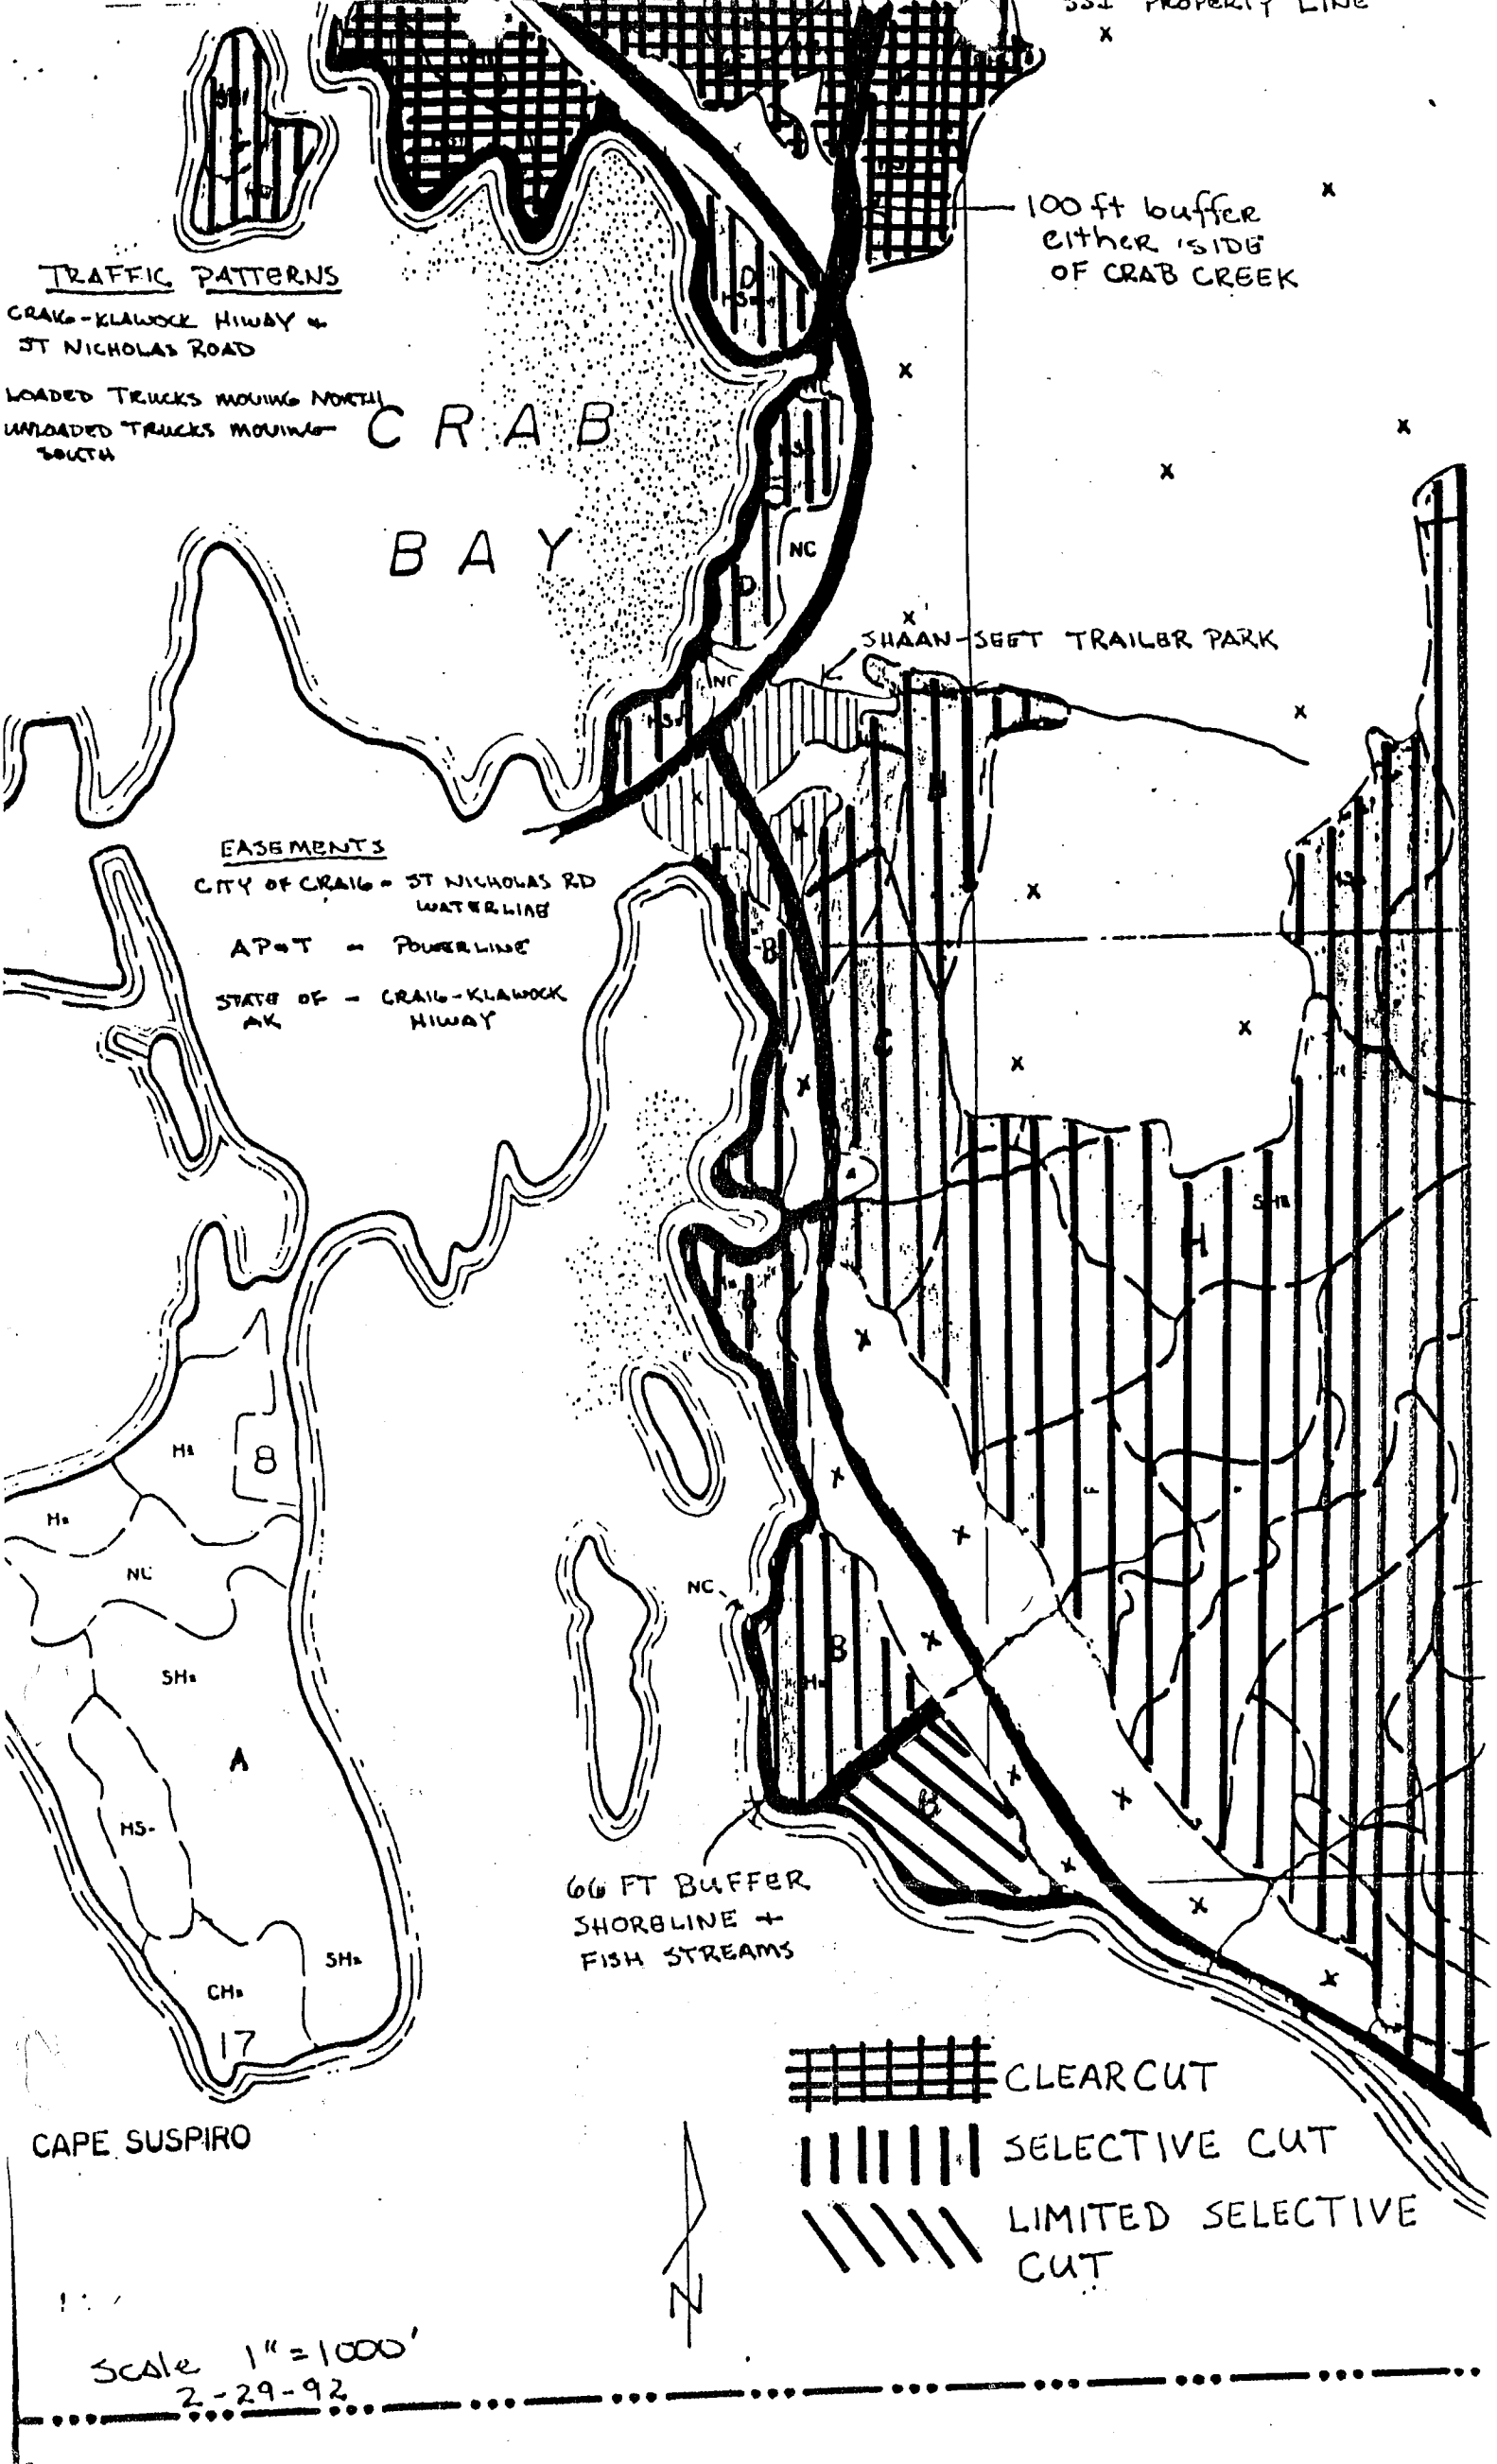 PROPERTY LINE
100 ft buffer
either SIDE
OF CRAB CREEK
TRAFFIC PATTERNS
CRAIG-KLAWOCK HIWAY &
ST NICHOLAS ROAD
LOADED TRUCKS MOVING NORTH
UNLOADED TRUCKS MOVING
SOUTH
CRAB
BAY
D
NC
NC
D
SHAAN-SEET TRAILER PARK
NC
EASEMENTS
CITY OF CRAIG - ST NICHOLAS RD
WATERLINE
AP&T - POWERLINE
STATE OF - CRAIG-KLAWOCK
AK HIWAY
B
C
H
8
NC
B
A
B
66 FT BUFFER
SHORELINE +
FISH STREAMS
17
CAPE SUSPIRO
CLEARCUT
SELECTIVE CUT
LIMITED SELECTIVE
CUT
N
Scale 1"=1000'
2-29-92